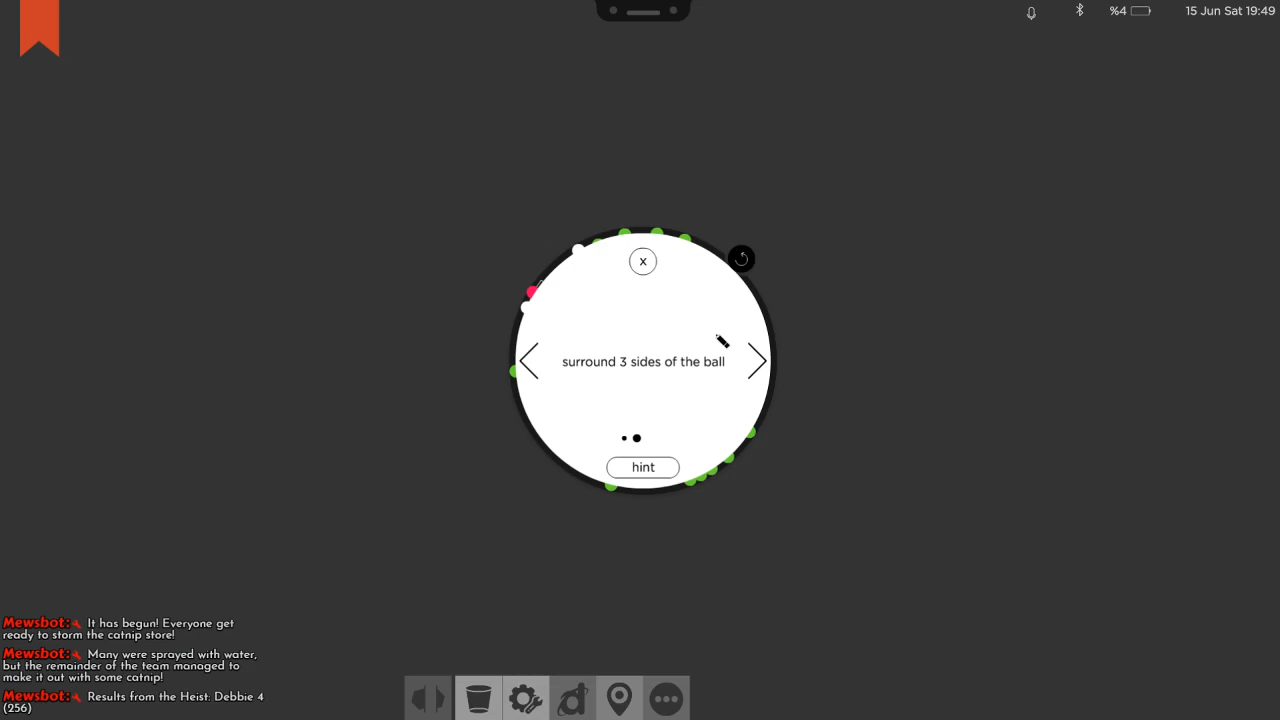 %4 15 Jun Sat 19:49
x
surround 3 sides of the ball
hint
Mewsbot: It has begun! Everyone get
ready to storm the catnip store!
Mewsbot: Many were sprayed with water,
but the remainder of the team managed to
make it out with some catnip!
Mewsbot: Results from the Heist: Debbie 4
(256)